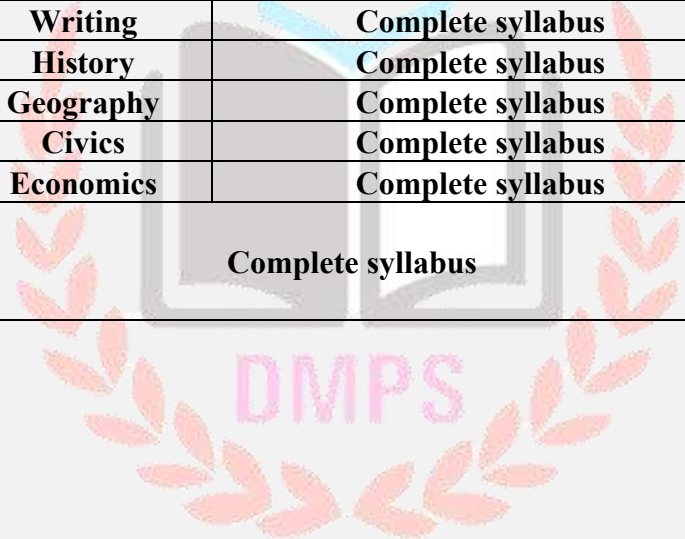 Writing Complete syllabus
History Complete syllabus
Geography Complete syllabus
Civics Complete syllabus
Economics Complete syllabus
Complete syllabus
DMPS